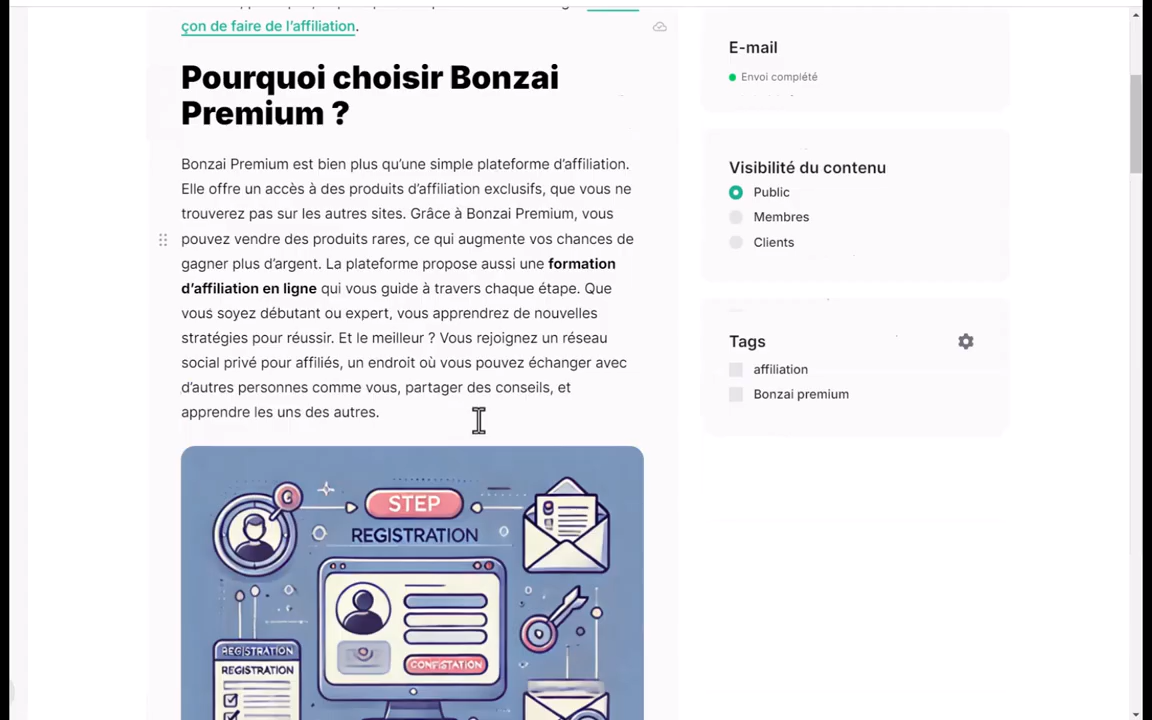 çon de faire de l’affiliation.
Pourquoi choisir Bonzai
Premium ?
Bonzai Premium est bien plus qu’une simple plateforme d’affiliation.
Elle offre un accès à des produits d’affiliation exclusifs, que vous ne
trouverez pas sur les autres sites. Grâce à Bonzai Premium, vous
pouvez vendre des produits rares, ce qui augmente vos chances de
gagner plus d’argent. La plateforme propose aussi une formation
d’affiliation en ligne qui vous guide à travers chaque étape. Que
vous soyez débutant ou expert, vous apprendrez de nouvelles
stratégies pour réussir. Et le meilleur ? Vous rejoignez un réseau
social privé pour affiliés, un endroit où vous pouvez échanger avec
d’autres personnes comme vous, partager des conseils, et
apprendre les uns des autres.
STEP
REGISTRATION
CONFISTATION
REGISTRATION
REGISTRATION
E-mail
Envoi complété
Visibilité du contenu
Public
Membres
Clients
Tags
affiliation
Bonzai premium